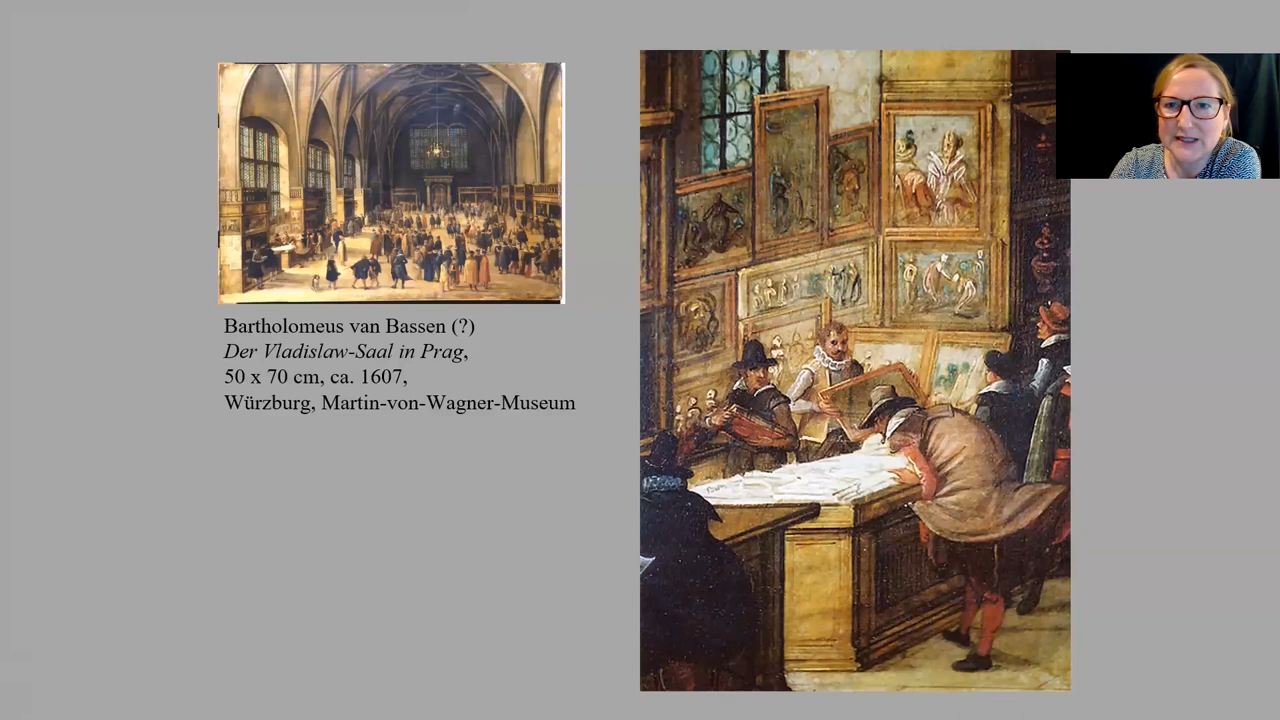 Bartholomeus van Bassen (?)
Der Vladislaw-Saal in Prag,
50 x 70 cm, ca. 1607,
Würzburg, Martin-von-Wagner-Museum